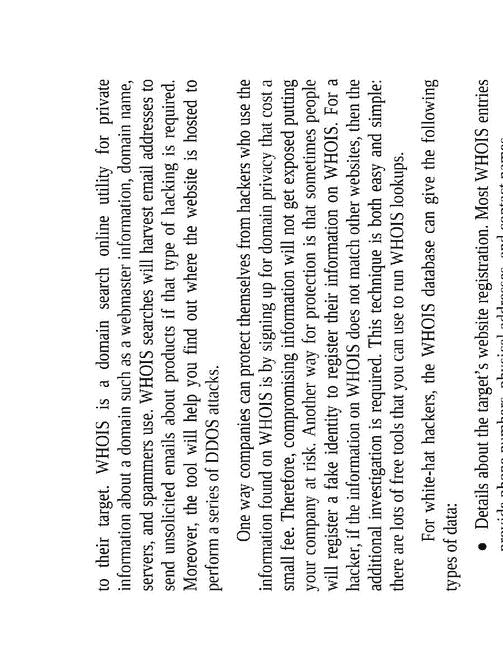 to their target. WHOIS is a domain search online utility for private
information about a domain such as a webmaster information, domain name,
servers, and spammers use. WHOIS searches will harvest email addresses to
send unsolicited emails about products if that type of hacking is required.
Moreover, the tool will help you find out where the website is hosted to
perform a series of DDOS attacks.
One way companies can protect themselves from hackers who use the
information found on WHOIS is by signing up for domain privacy that cost a
small fee. Therefore, compromising information will not get exposed putting
your company at risk. Another way for protection is that sometimes people
will register a fake identity to register their information on WHOIS. For a
hacker, if the information on WHOIS does not match other websites, then the
additional investigation is required. This technique is both easy and simple:
there are lots of free tools that you can use to run WHOIS lookups.
For white-hat hackers, the WHOIS database can give the following
types of data:
● Details about the target's website registration. Most WHOIS entries
provide phone numbers, physical addresses, and contact names